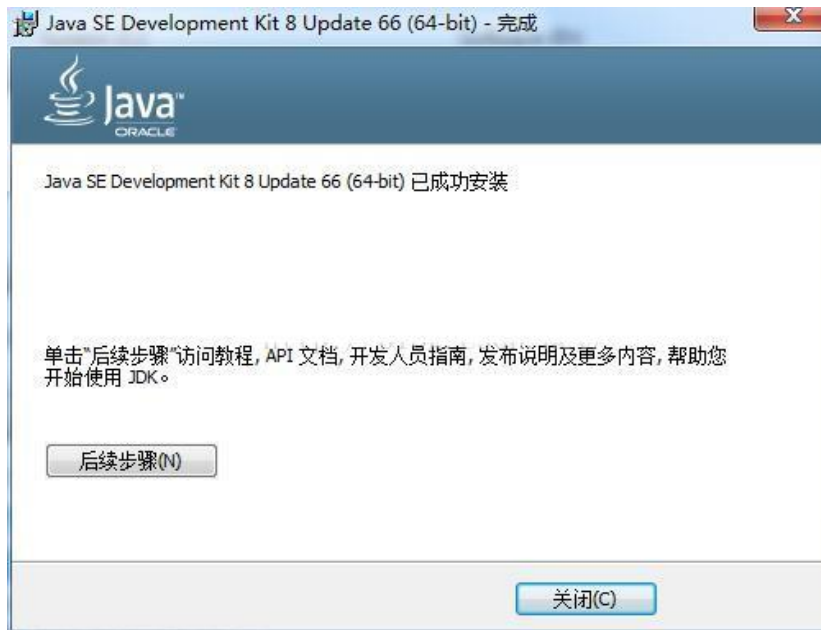 Java SE Development Kit 8 Update 66 (64-bit) - 完成
X
Java™
ORACLE
Java SE Development Kit 8 Update 66 (64-bit) 已成功安装
单击"后续步骤"访问教程, API 文档, 开发人员指南, 发布说明及更多内容, 帮助您
开始使用 JDK。
后续步骤(N)
关闭(C)